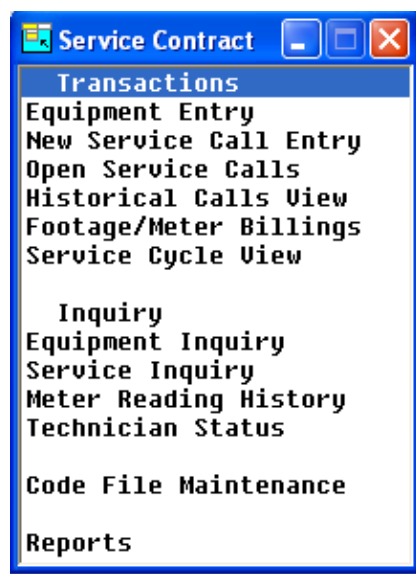 Service Contract
Transactions
Equipment Entry
New Service Call Entry
Open Service Calls
Historical Calls View
Footage/Meter Billings
Service Cycle View
Inquiry
Equipment Inquiry
Service Inquiry
Meter Reading History
Technician Status
Code File Maintenance
Reports